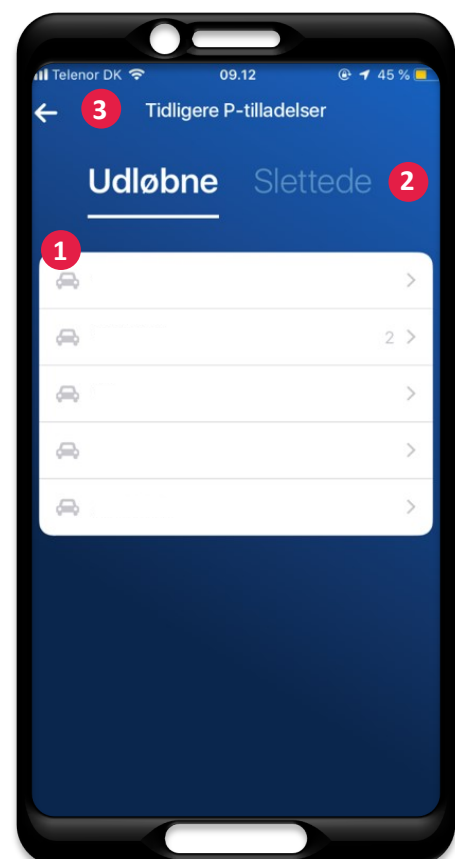 Telenor DK 09.12 45 %
3 Tidligere P-tilladelser
Udløbne Slettede 2
1
2